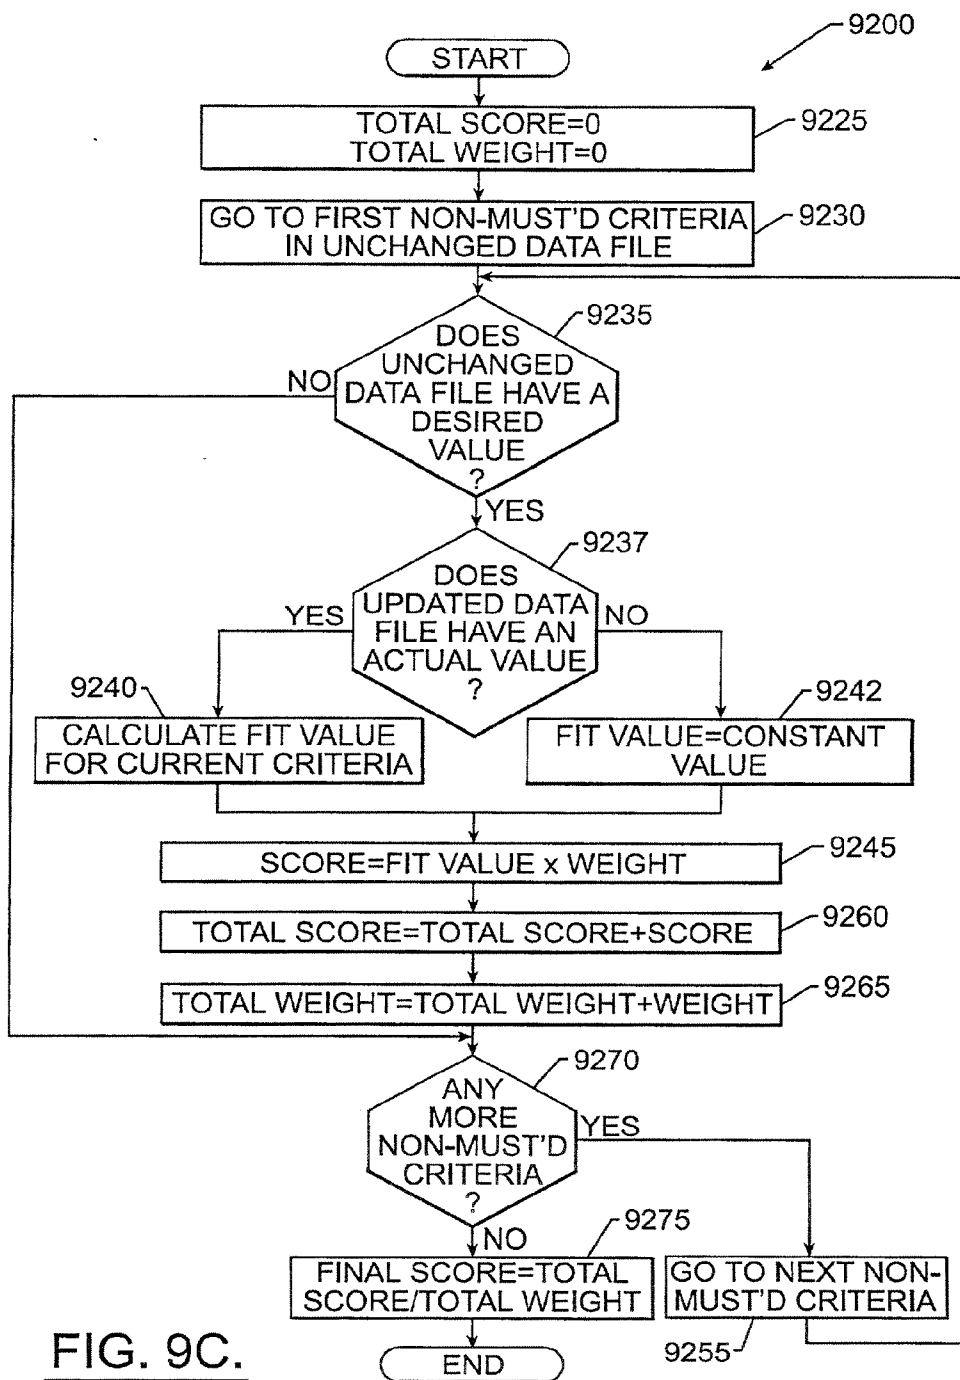 9200
START
TOTAL SCORE=0
TOTAL WEIGHT=0
9225
GO TO FIRST NON-MUST'D CRITERIA
IN UNCHANGED DATA FILE
9230
DOES
UNCHANGED
DATA FILE HAVE A
DESIRED
VALUE
?
9235
NO
YES
DOES
UPDATED DATA
FILE HAVE AN
ACTUAL VALUE
?
9237
YES
NO
9240
CALCULATE FIT VALUE
FOR CURRENT CRITERIA
9242
FIT VALUE=CONSTANT
VALUE
SCORE=FIT VALUE x WEIGHT
9245
TOTAL SCORE=TOTAL SCORE+SCORE
9260
TOTAL WEIGHT=TOTAL WEIGHT+WEIGHT
9265
ANY
MORE
NON-MUST'D
CRITERIA
?
9270
YES
NO
9275
FINAL SCORE=TOTAL
SCORE/TOTAL WEIGHT
GO TO NEXT NON-
MUST'D CRITERIA
9255
END
FIG. 9C.